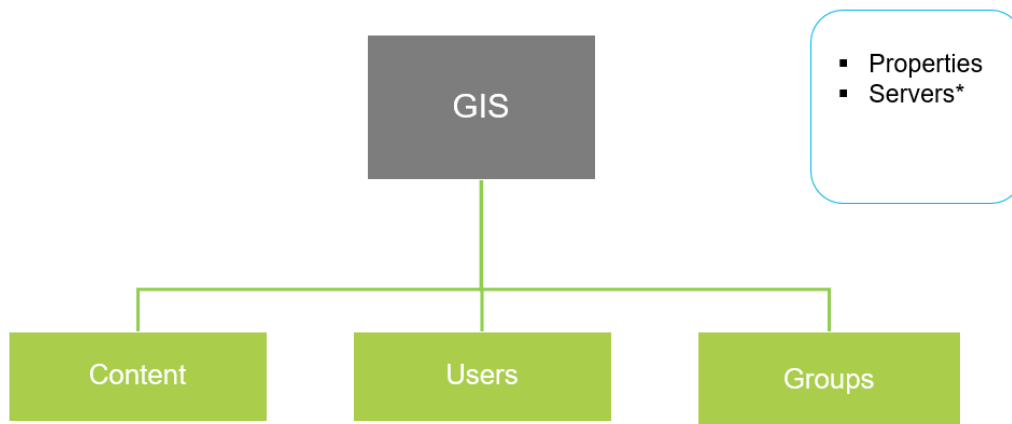 GIS
▪ Properties
▪ Servers*
Content
Users
Groups